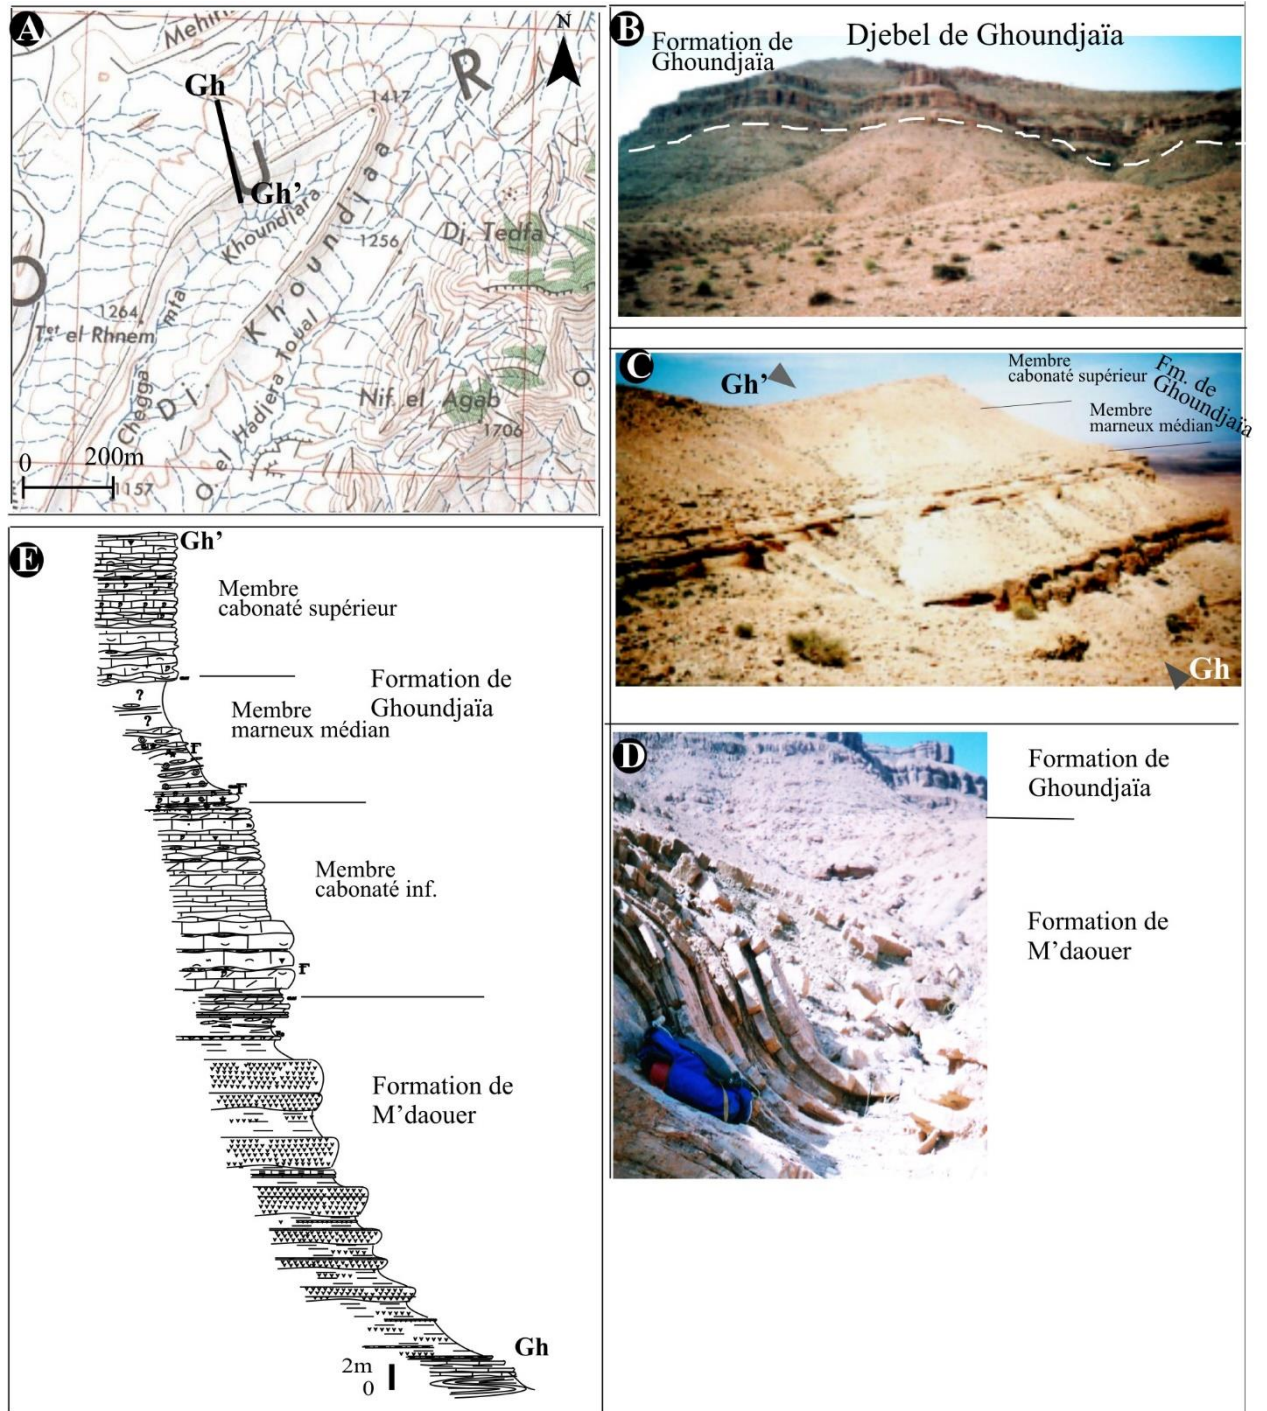 A
N
Mehiri
R
Gh
1417
U
Gh'
Khoundjara
Khoundjaa
1256
Dj. Tedfa
O
1264
Tet el Rhnem
mta
Chegga
Dj.
O. el Hadjera Toual
Nif el Agab
1706
O.
0 200m
1157
B
Formation de
Ghoundjaïa
Djebel de Ghoundjaïa
C
Gh'
Membre
cabonaté supérieur
Fm. de
Ghoundjaïa
Membre
marneux médian
Gh
D
Formation de
Ghoundjaïa
Formation de
M'daouer
E
Gh'
Membre
cabonaté supérieur
?
?
Formation de
Ghoundjaïa
Membre
marneux médian
Γ
Γ
Membre
cabonaté inf.
Γ
Formation de
M'daouer
Gh
2m
0